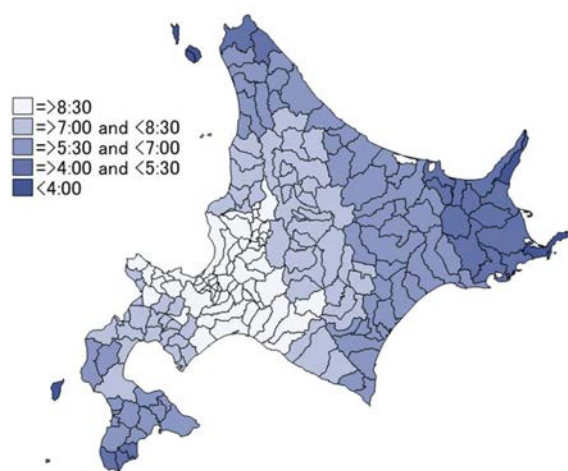 =>8:30
=>7:00 and <8:30
=>5:30 and <7:00
=>4:00 and <5:30
<4:00